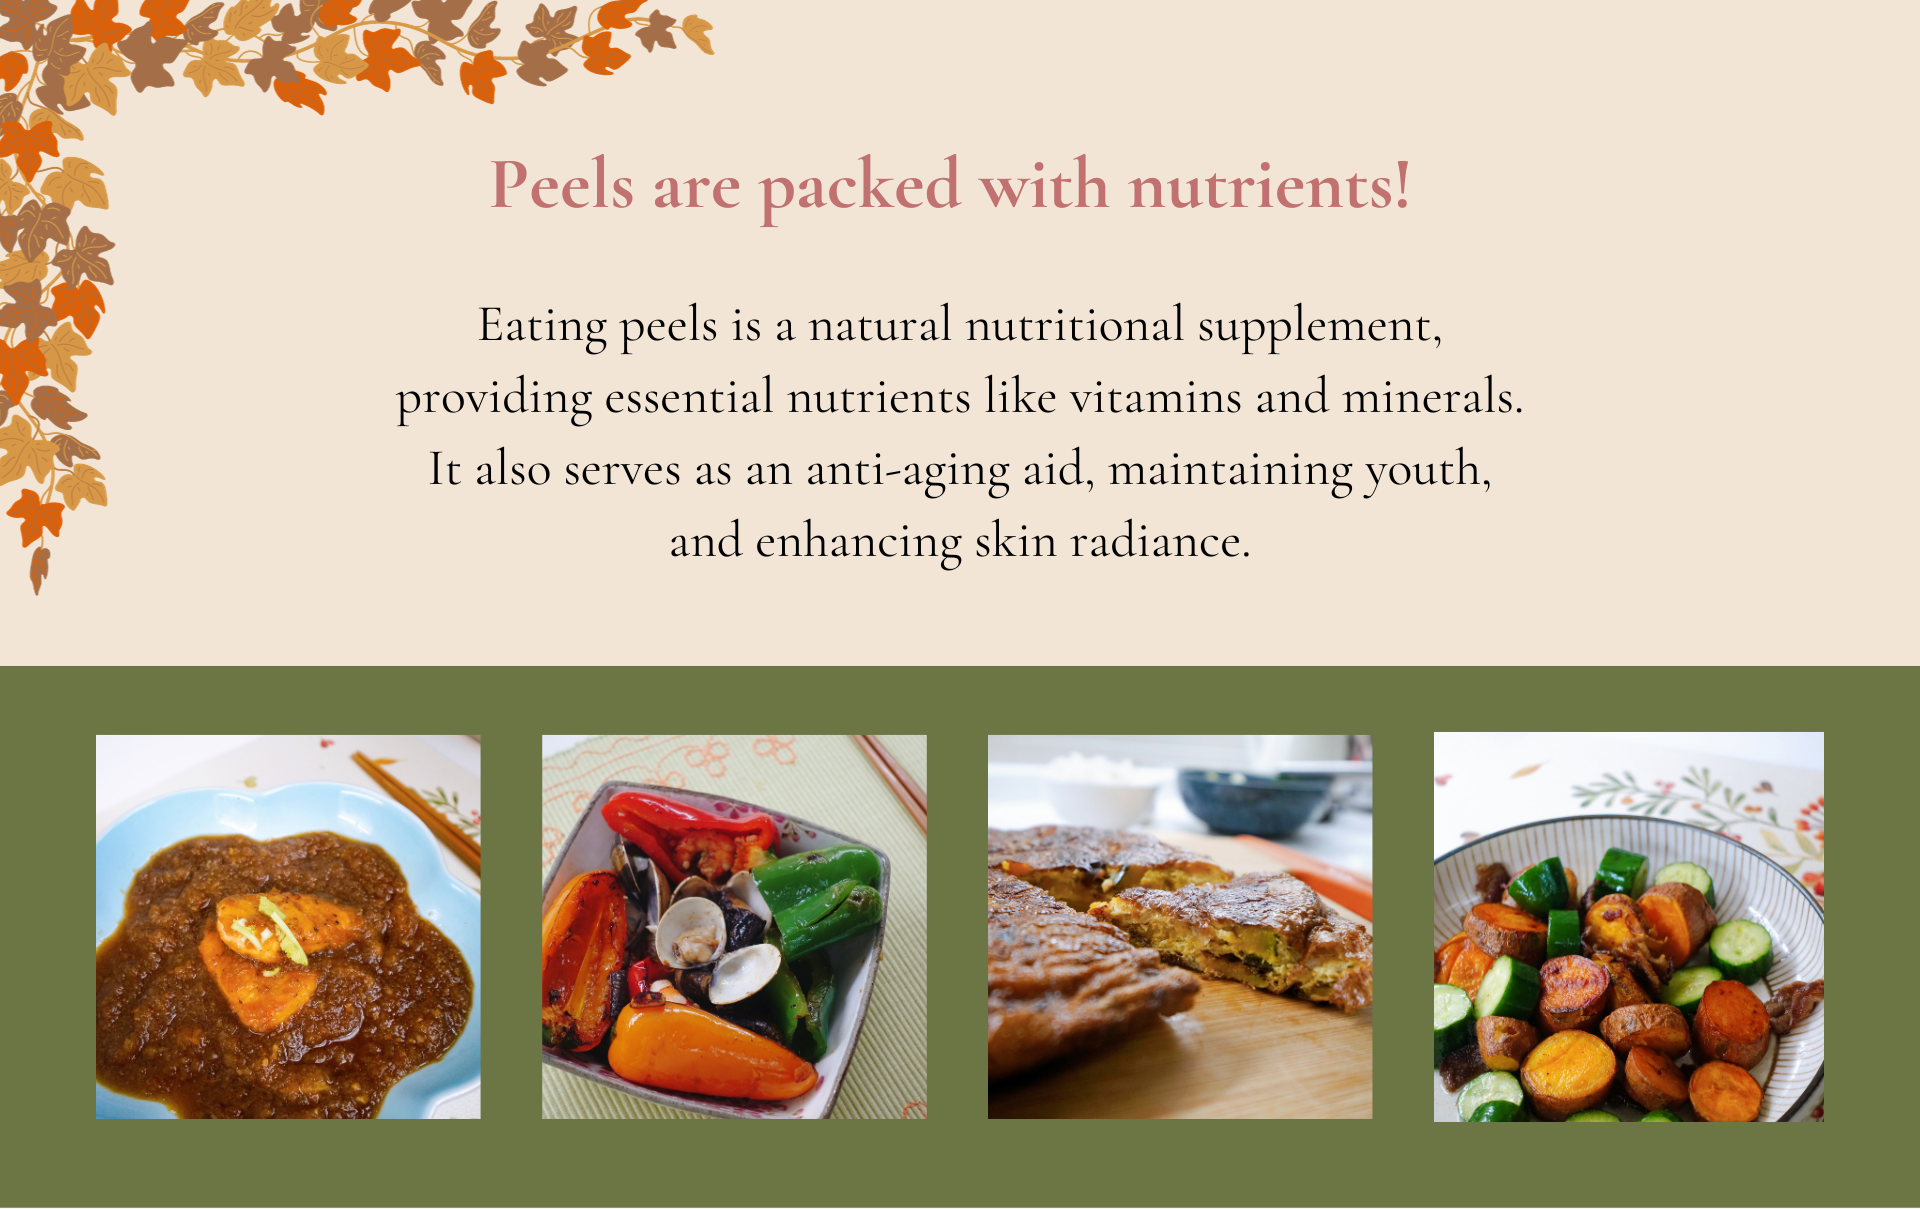 Peels are packed with nutrients!
Eating peels is a natural nutritional supplement,
providing essential nutrients like vitamins and minerals.
It also serves as an anti-aging aid, maintaining youth,
and enhancing skin radiance.